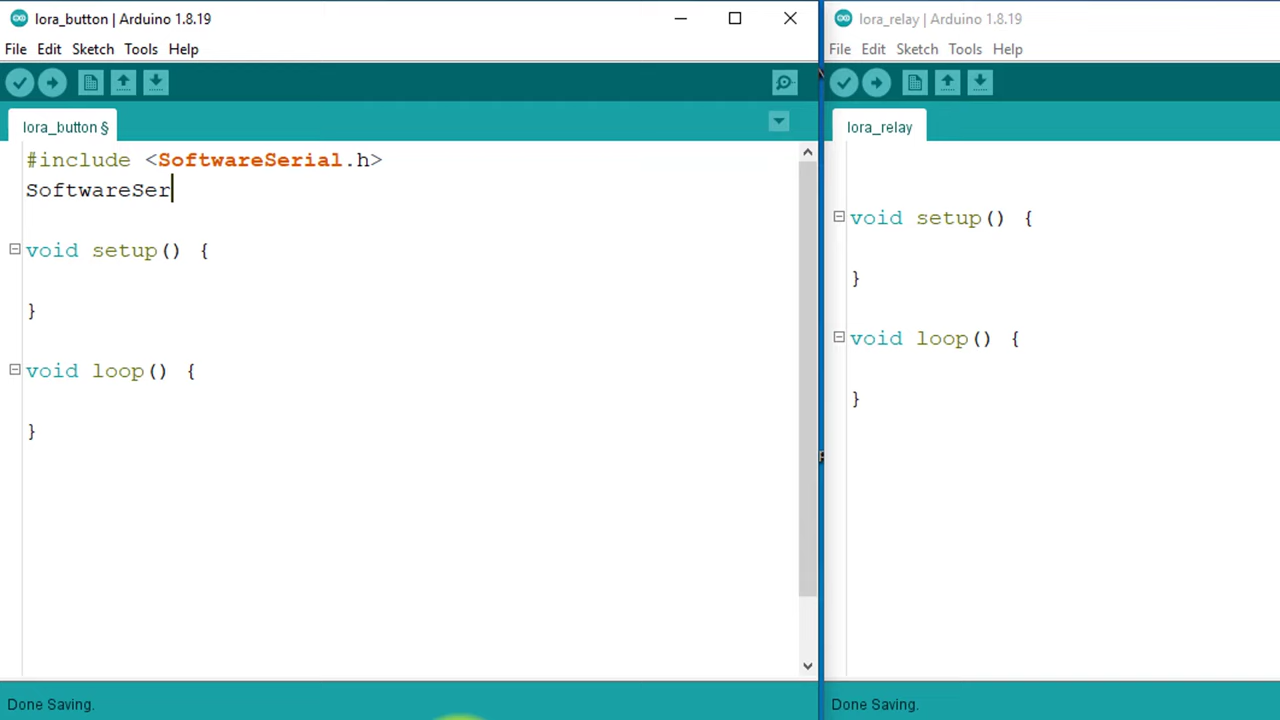 lora_button | Arduino 1.8.19
File Edit Sketch Tools Help
lora_button §
#include <SoftwareSerial.h>
SoftwareSer
void setup() {
}
void loop() {
}
Done Saving.
lora_relay | Arduino 1.8.19
File Edit Sketch Tools Help
lora_relay
void setup() {
}
void loop() {
}
Done Saving.